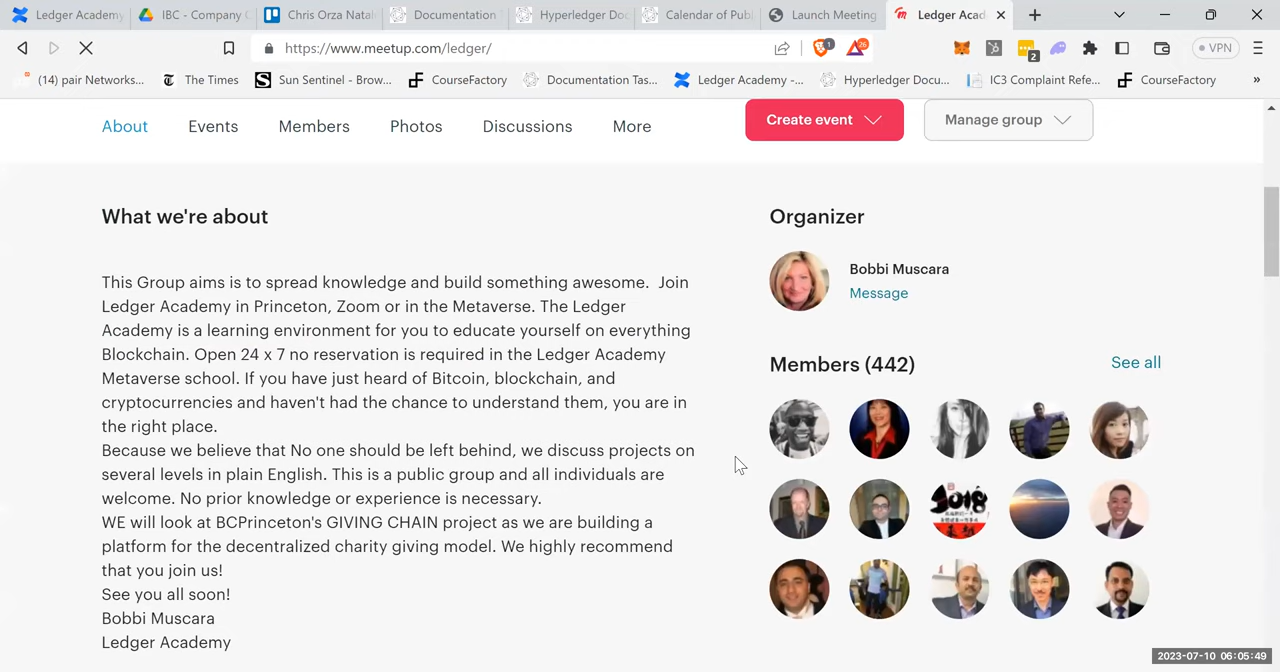 Ledger Academy
IBC - Company
Chris Orza Natal
Documentation
Hyperledger Doc
Calendar of Pub
Launch Meeting
Ledger Acad
https://www.meetup.com/ledger/
1
26
2
VPN
(14) pair Networks...
The Times
Sun Sentinel - Brow...
CourseFactory
Documentation Tas...
Ledger Academy -...
Hyperledger Docu...
IC3 Complaint Refe...
CourseFactory
»
About
Events
Members
Photos
Discussions
More
Create event
Manage group
What we're about
This Group aims is to spread knowledge and build something awesome.  Join
Ledger Academy in Princeton, Zoom or in the Metaverse. The Ledger
Academy is a learning environment for you to educate yourself on everything
Blockchain. Open 24 x 7 no reservation is required in the Ledger Academy
Metaverse school. If you have just heard of Bitcoin, blockchain, and
cryptocurrencies and haven't had the chance to understand them, you are in
the right place.
Because we believe that No one should be left behind, we discuss projects on
several levels in plain English. This is a public group and all individuals are
welcome. No prior knowledge or experience is necessary.
WE will look at BCPrinceton's GIVING CHAIN project as we are building a
platform for the decentralized charity giving model. We highly recommend
that you join us!
See you all soon!
Bobbi Muscara
Ledger Academy
Organizer
Bobbi Muscara
Message
Members (442)
See all
2018
2023-07-10 06:05:49